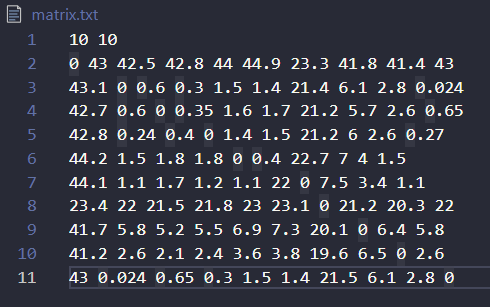 matrix.txt
1 10 10
2 0 43 42.5 42.8 44 44.9 23.3 41.8 41.4 43
3 43.1 0 0.6 0.3 1.5 1.4 21.4 6.1 2.8 0.024
4 42.7 0.6 0 0.35 1.6 1.7 21.2 5.7 2.6 0.65
5 42.8 0.24 0.4 0 1.4 1.5 21.2 6 2.6 0.27
6 44.2 1.5 1.8 1.8 0 0.4 22.7 7 4 1.5
7 44.1 1.1 1.7 1.2 1.1 22 0 7.5 3.4 1.1
8 23.4 22 21.5 21.8 23 23.1 0 21.2 20.3 22
9 41.7 5.8 5.2 5.5 6.9 7.3 20.1 0 6.4 5.8
10 41.2 2.6 2.1 2.4 3.6 3.8 19.6 6.5 0 2.6
11 43 0.024 0.65 0.3 1.5 1.4 21.5 6.1 2.8 0